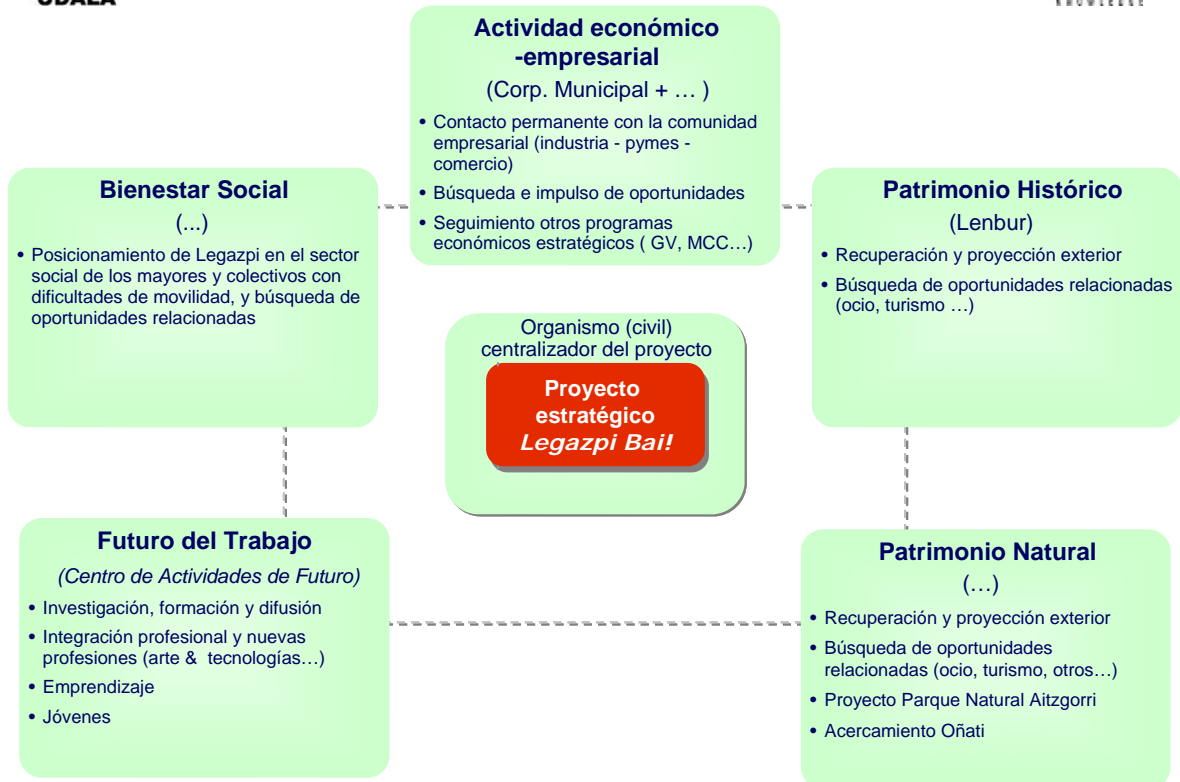 UDALA
Actividad económico
-empresarial
(Corp. Municipal + … )
• Contacto permanente con la comunidad
empresarial (industria - pymes -
comercio)
• Búsqueda e impulso de oportunidades
• Seguimiento otros programas
económicos estratégicos ( GV, MCC…)
Bienestar Social
(...)
• Posicionamiento de Legazpi en el sector
social de los mayores y colectivos con
dificultades de movilidad, y búsqueda de
oportunidades relacionadas
Patrimonio Histórico
(Lenbur)
• Recuperación y proyección exterior
• Búsqueda de oportunidades relacionadas
(ocio, turismo …)
Organismo (civil)
centralizador del proyecto
Proyecto
estratégico
Legazpi Bai!
Futuro del Trabajo
(Centro de Actividades de Futuro)
• Investigación, formación y difusión
• Integración profesional y nuevas
profesiones (arte & tecnologías…)
• Emprendizaje
• Jóvenes
Patrimonio Natural
(…)
• Recuperación y proyección exterior
• Búsqueda de oportunidades
relacionadas (ocio, turismo, otros…)
• Proyecto Parque Natural Aitzgorri
• Acercamiento Oñati